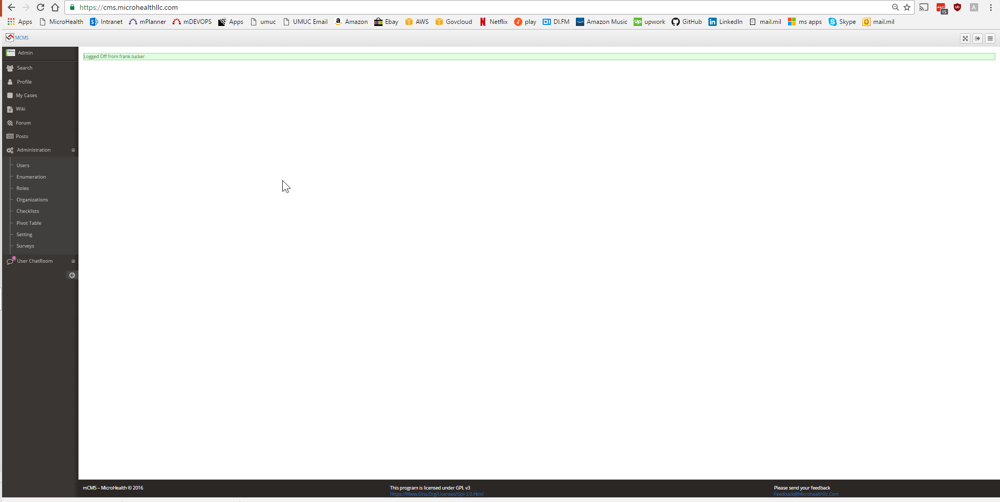 https://cms.microhealthllc.com
15
A
Apps MicroHealth Intranet mPlanner mDEVOPS Apps umuc UMUC Email Amazon Ebay AWS Govcloud Netflix play DI.FM Amazon Music upwork GitHub LinkedIn mail.mil ms apps Skype mail.mil
MCMS
Admin
Logged Off from frank.tucker
Search
Profile
My Cases
Wiki
Forum
Posts
Administration
Users
Enumeration
Roles
Organizations
Checklists
Pivot Table
Setting
Surveys
User ChatRoom
mCMS – MicroHealth © 2016
This program is licensed under GPL v3
Https://Www.Gnu.Org/Licenses/Gpl-3.0.Html
Please send your feedback
Feedback@Microhealthllc.Com